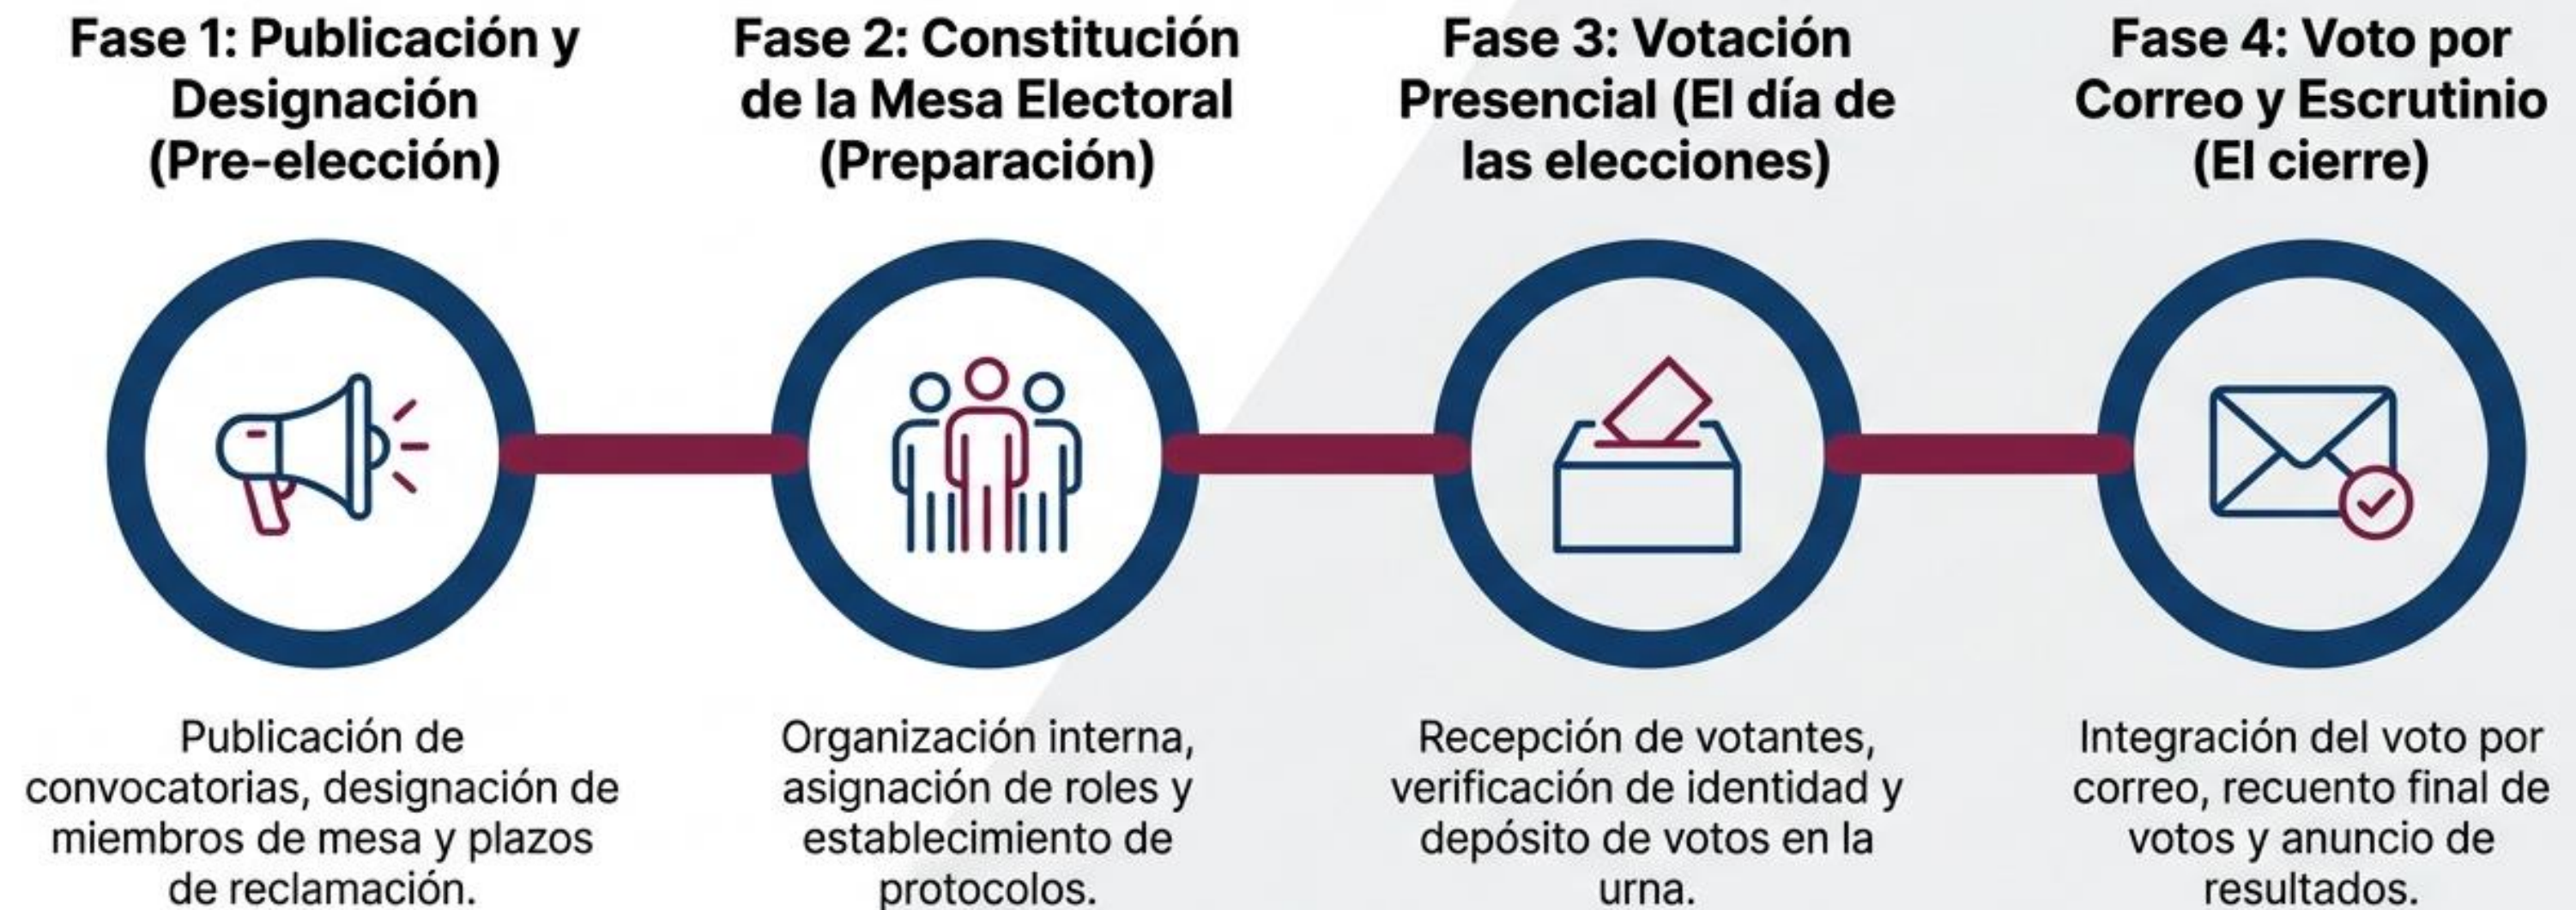 Fase 1: Publicación y
Designación
(Pre-elección)
Publicación de
convocatorias, designación de
miembros de mesa y plazos
de reclamación.
Fase 2: Constitución
de la Mesa Electoral
(Preparación)
Organización interna,
asignación de roles y
establecimiento de
protocolos.
Fase 3: Votación
Presencial (El día de
las elecciones)
Recepción de votantes,
verificación de identidad y
depósito de votos en la
urna.
Fase 4: Voto por
Correo y Escrutinio
(El cierre)
Integración del voto por
correo, recuento final de
votos y anuncio de
resultados.